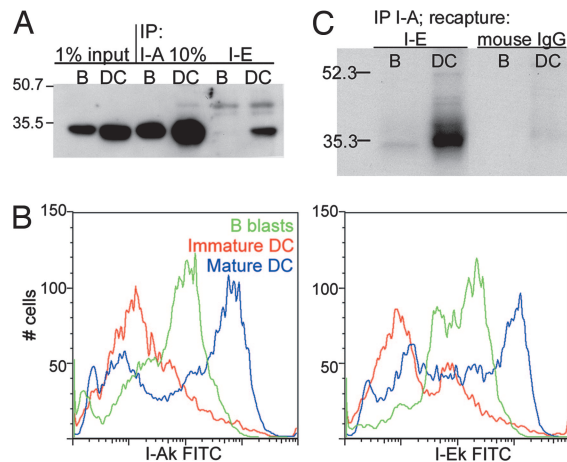 A
IP:
1% input I-A 10% I-E
B DC B DC B DC
50.7
35.5
C
IP I-A; recapture:
I-E mouse IgG
B DC B DC
52.3
35.3
B
150
100
50
# cells
B blasts
Immature DC
Mature DC
I-Ak FITC
150
100
50
I-Ek FITC